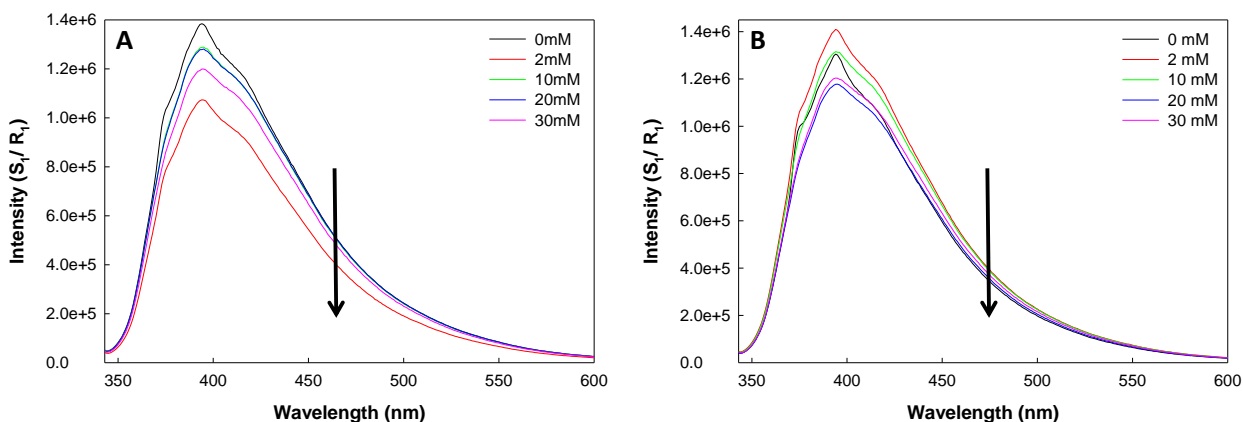 A
1.4e+6
1.2e+6
1.0e+6
8.0e+5
6.0e+5
4.0e+5
2.0e+5
0.0
Intensity (S₁/ R₁)
0mM
2mM
10mM
20mM
30mM
350 400 450 500 550 600
Wavelength (nm)
B
1.4e+6
1.2e+6
1.0e+6
8.0e+5
6.0e+5
4.0e+5
2.0e+5
0.0
Intensity (S₁/ R₁)
0 mM
2 mM
10 mM
20 mM
30 mM
350 400 450 500 550 600
Wavelength (nm)